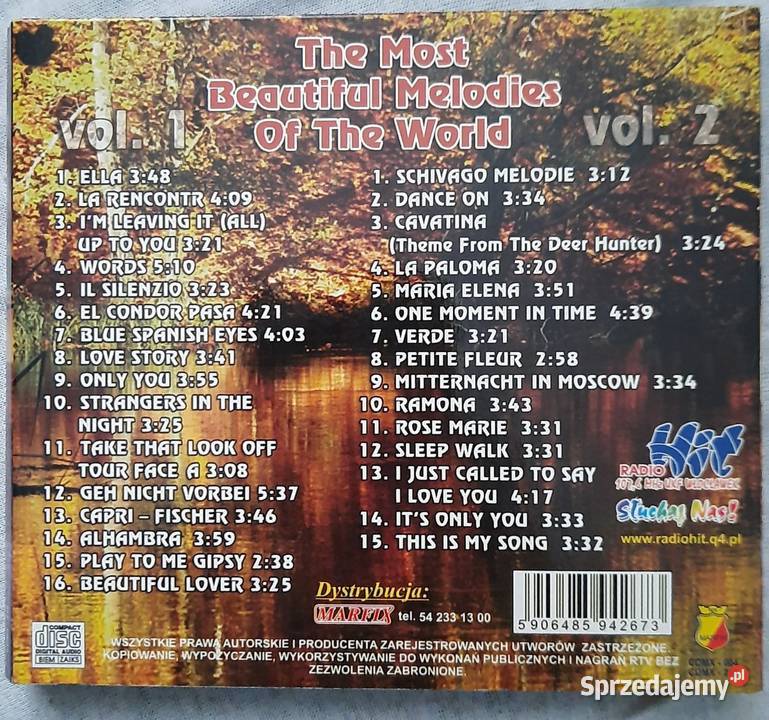 The Most
Beautiful Melodies
Of The World
vol. 1
1. ELLA 3:48
2. LA RENCONTR 4:09
3. I'M LEAVING IT (ALL)
UP TO YOU 3:21
4. WORDS 5:10
5. IL SILENZIO 3:23
6. EL CONDOR PASA 4:21
7. BLUE SPANISH EYES 4:03
8. LOVE STORY 3:41
9. ONLY YOU 3:55
10. STRANGERS IN THE
NIGHT 3:25
11. TAKE THAT LOOK OFF
TOUR FACE A 3:08
12. GEH NICHT VORBEI 5:37
13. CAPRI – FISCHER 3:46
14. ALHAMBRA 3:59
15. PLAY TO ME GIPSY 2:38
16. BEAUTIFUL LOVER 3:25
vol. 2
1. SCHIVAGO MELODIE 3:12
2. DANCE ON 3:34
3. CAVATINA
(Theme From The Deer Hunter) 3:24
4. LA PALOMA 3:20
5. MARIA ELENA 3:51
6. ONE MOMENT IN TIME 4:39
7. VERDE 3:21
8. PETITE FLEUR 2:58
9. MITTERNACHT IN MOSCOW 3:34
10. RAMONA 3:43
11. ROSE MARIE 3:31
12. SLEEP WALK 3:31
13. I JUST CALLED TO SAY
I LOVE YOU 4:17
14. IT'S ONLY YOU 3:33
15. THIS IS MY SONG 3:32
RADIO Hit
MHz UKF WŁOCŁAWEK
Słuchaj Nas!
www.radiohit.q4.pl
Dystrybucja:
MARFIX tel. 54 233 13 00
5906485942673
COMPACT
disc
DIGITAL AUDIO
BIEM ZAIKS
WSZYSTKIE PRAWA AUTORSKIE I PRODUCENTA ZAREJESTROWANYCH UTWORÓW ZASTRZEŻONE.
KOPIOWANIE, WYPOŻYCZANIE, WYKORZYSTYWANIE DO WYKONAŃ PUBLICZNYCH I NAGRAŃ RTV BEZ
ZEZWOLENIA ZABRONIONE.
Sprzedajemy.pl